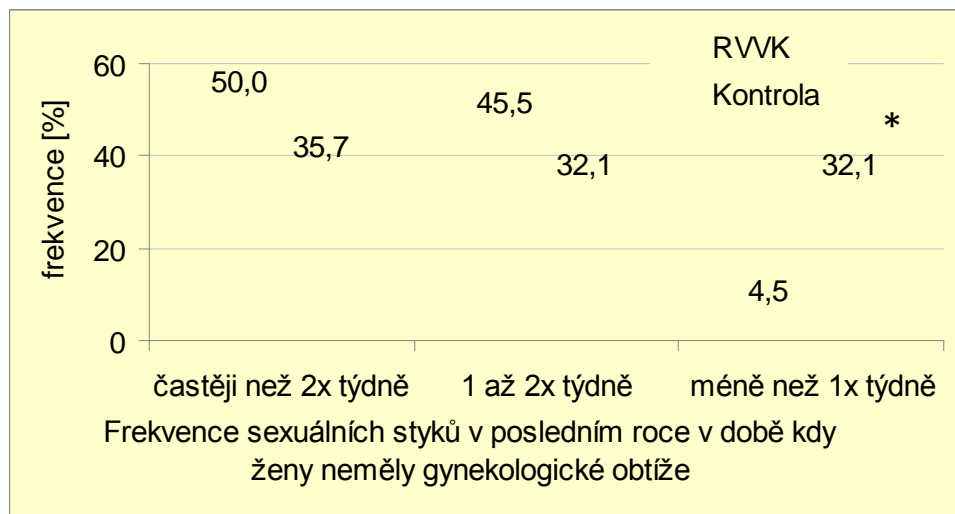 RVVK
Kontrola
frekvence [%]
60
40
20
0
50,0
35,7
45,5
32,1
4,5
32,1
*
častěji než 2x týdně
1 až 2x týdně
méně než 1x týdně
Frekvence sexuálních styků v posledním roce v době kdy
ženy neměly gynekologické obtíže